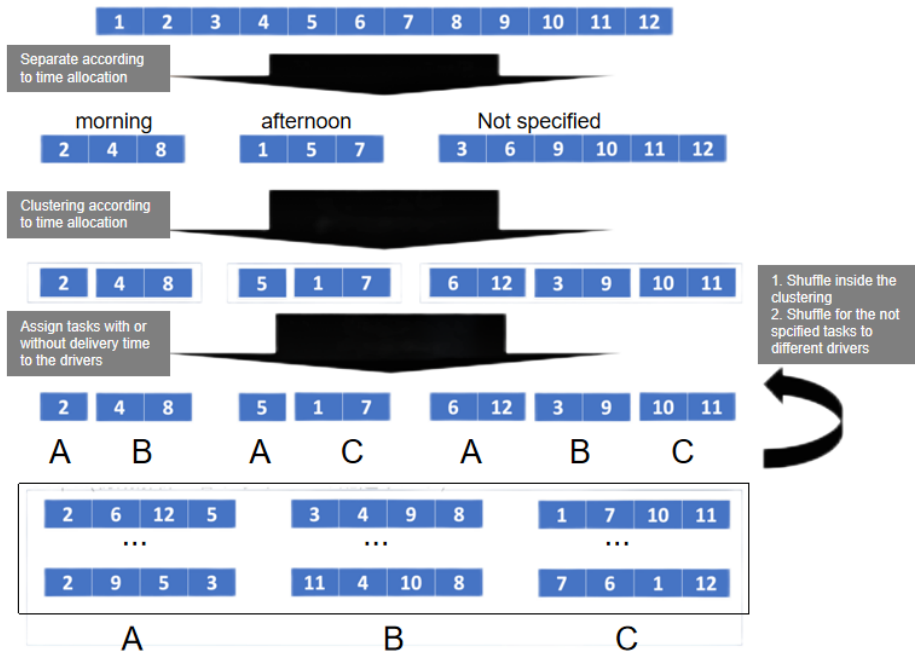 1 2 3 4 5 6 7 8 9 10 11 12
Separate according
to time allocation
morning afternoon Not specified
2 4 8 1 5 7 3 6 9 10 11 12
Clustering according
to time allocation
2 4 8 5 1 7 6 12 3 9 10 11
1. Shuffle inside the
clustering
2. Shuffle for the not
spcified tasks to
different drivers
Assign tasks with or
without delivery time
to the drivers
2 4 8 5 1 7 6 12 3 9 10 11
A B A C A B C
2 6 12 5 3 4 9 8 1 7 10 11
... ... ...
2 9 5 3 11 4 10 8 7 6 1 12
A B C